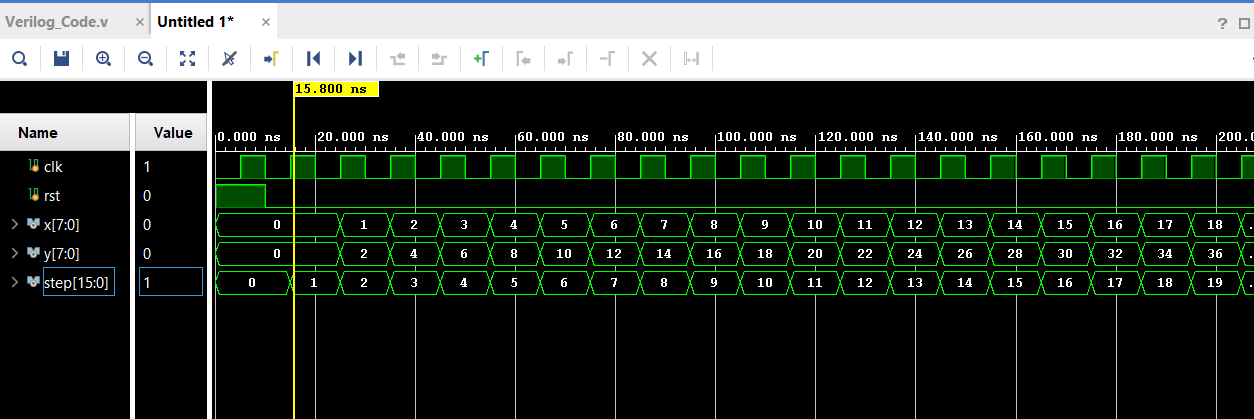 Verilog_Code.v × Untitled 1* ×
?
15.800 ns
0.000 ns 20.000 ns 40.000 ns 60.000 ns 80.000 ns 100.000 ns 120.000 ns 140.000 ns 160.000 ns 180.000 ns 200.0
Name Value
clk 1
rst 0
x[7:0] 0 0 1 2 3 4 5 6 7 8 9 10 11 12 13 14 15 16 17 18 .
y[7:0] 0 0 2 4 6 8 10 12 14 16 18 20 22 24 26 28 30 32 34 36 .
step[15:0] 1 0 1 2 3 4 5 6 7 8 9 10 11 12 13 14 15 16 17 18 19 .